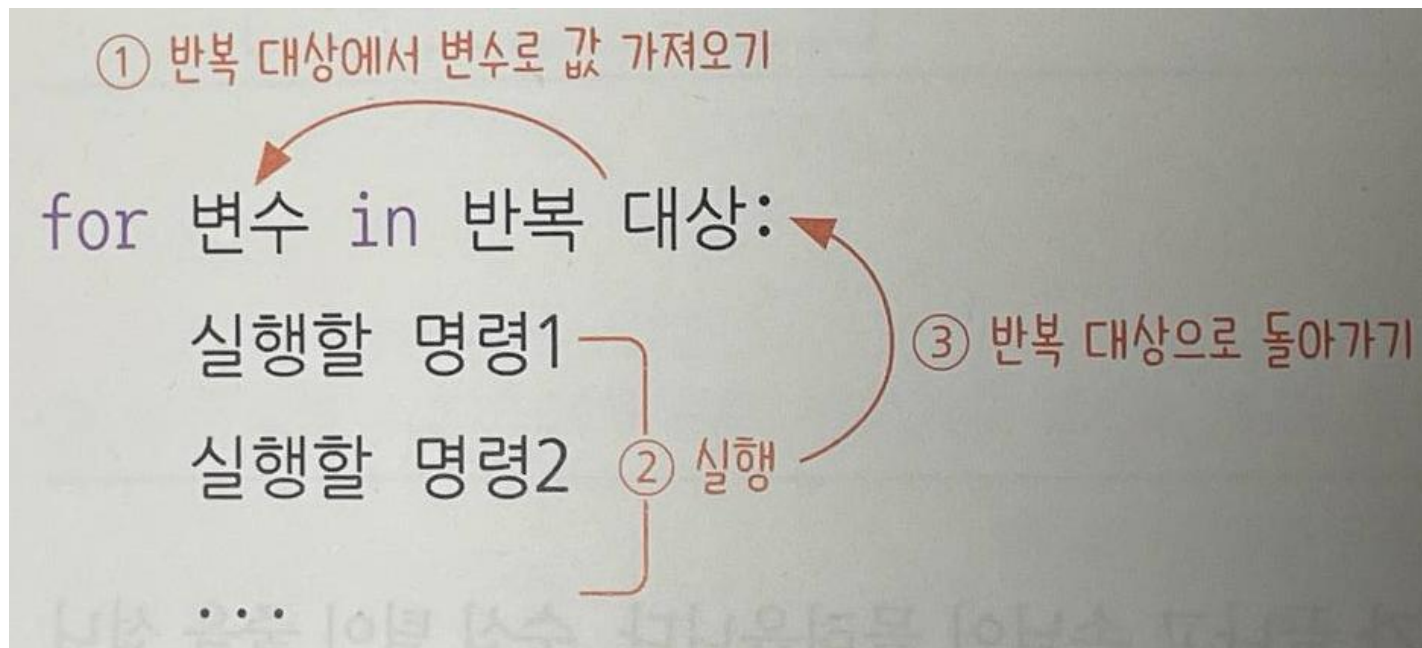 ① 반복 대상에서 변수로 값 가져오기
for 변수 in 반복 대상:
실행할 명령1
③ 반복 대상으로 돌아가기
실행할 명령2 ② 실행
...